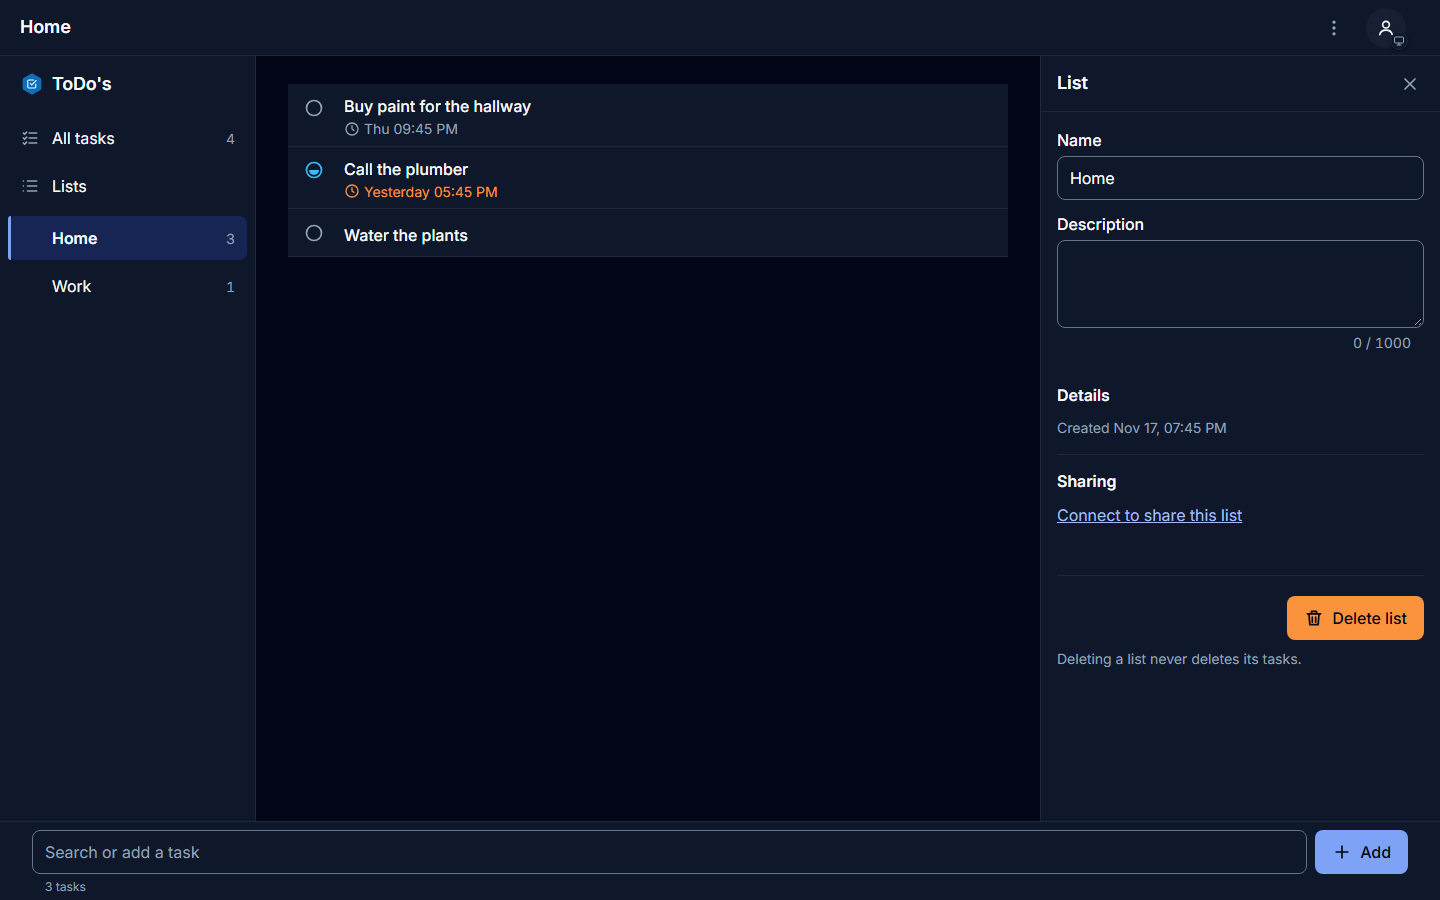 Home
ToDo's
All tasks 4
Lists
Home 3
Work 1
Buy paint for the hallway
Thu 09:45 PM
Call the plumber
Yesterday 05:45 PM
Water the plants
List
Name
Home
Description
0 / 1000
Details
Created Nov 17, 07:45 PM
Sharing
Connect to share this list
Delete list
Deleting a list never deletes its tasks.
Search or add a task
Add
3 tasks